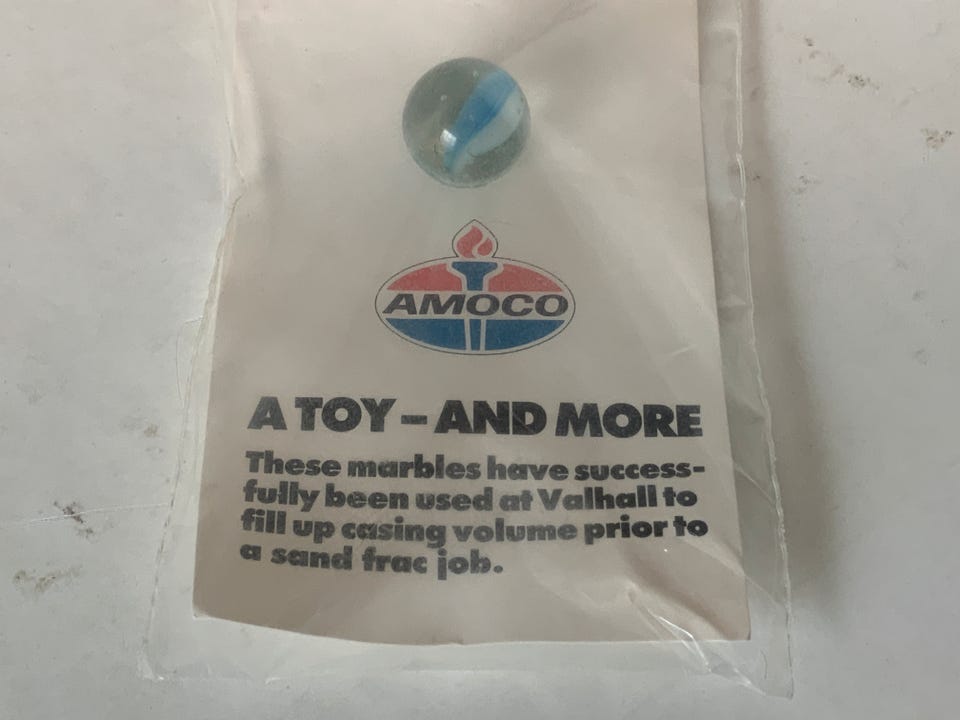 AMOCO
A TOY – AND MORE
These marbles have success-
fully been used at Valhall to
fill up casing volume prior to
a sand frac job.